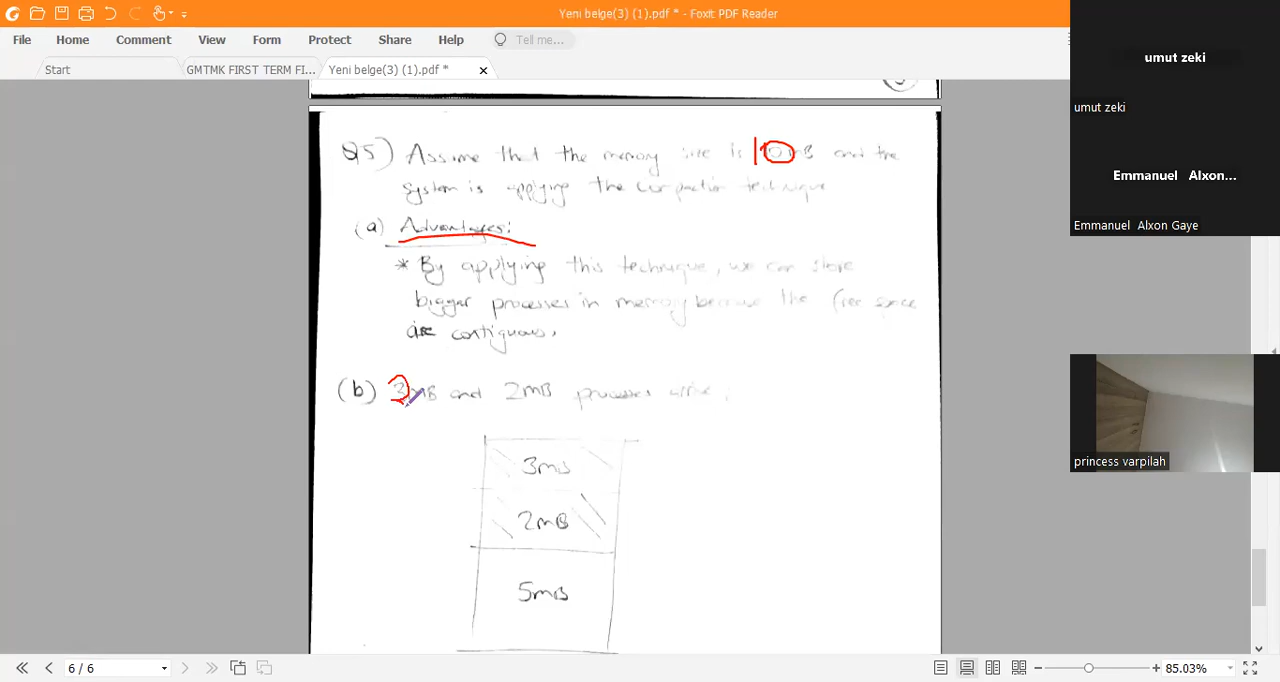 Yeni belge(3) (1).pdf * - Foxit PDF Reader
File Home Comment View Form Protect Share Help Tell me...
Start GMTMK FIRST TERM FI... Yeni belge(3) (1).pdf *
umut zeki
umut zeki
Emmanuel Alxon...
Emmanuel Alxon Gaye
princess varpilah
Q5) Assume that the memory size is 10mB and the
system is applying the compaction technique
(a) Advantages:
* By applying this technique, we can store
bigger processes in memory because the free space
are contiguous.
(b) 3mB and 2mB processes arrive
3mB
2mB
5mB
6 / 6
85.03%